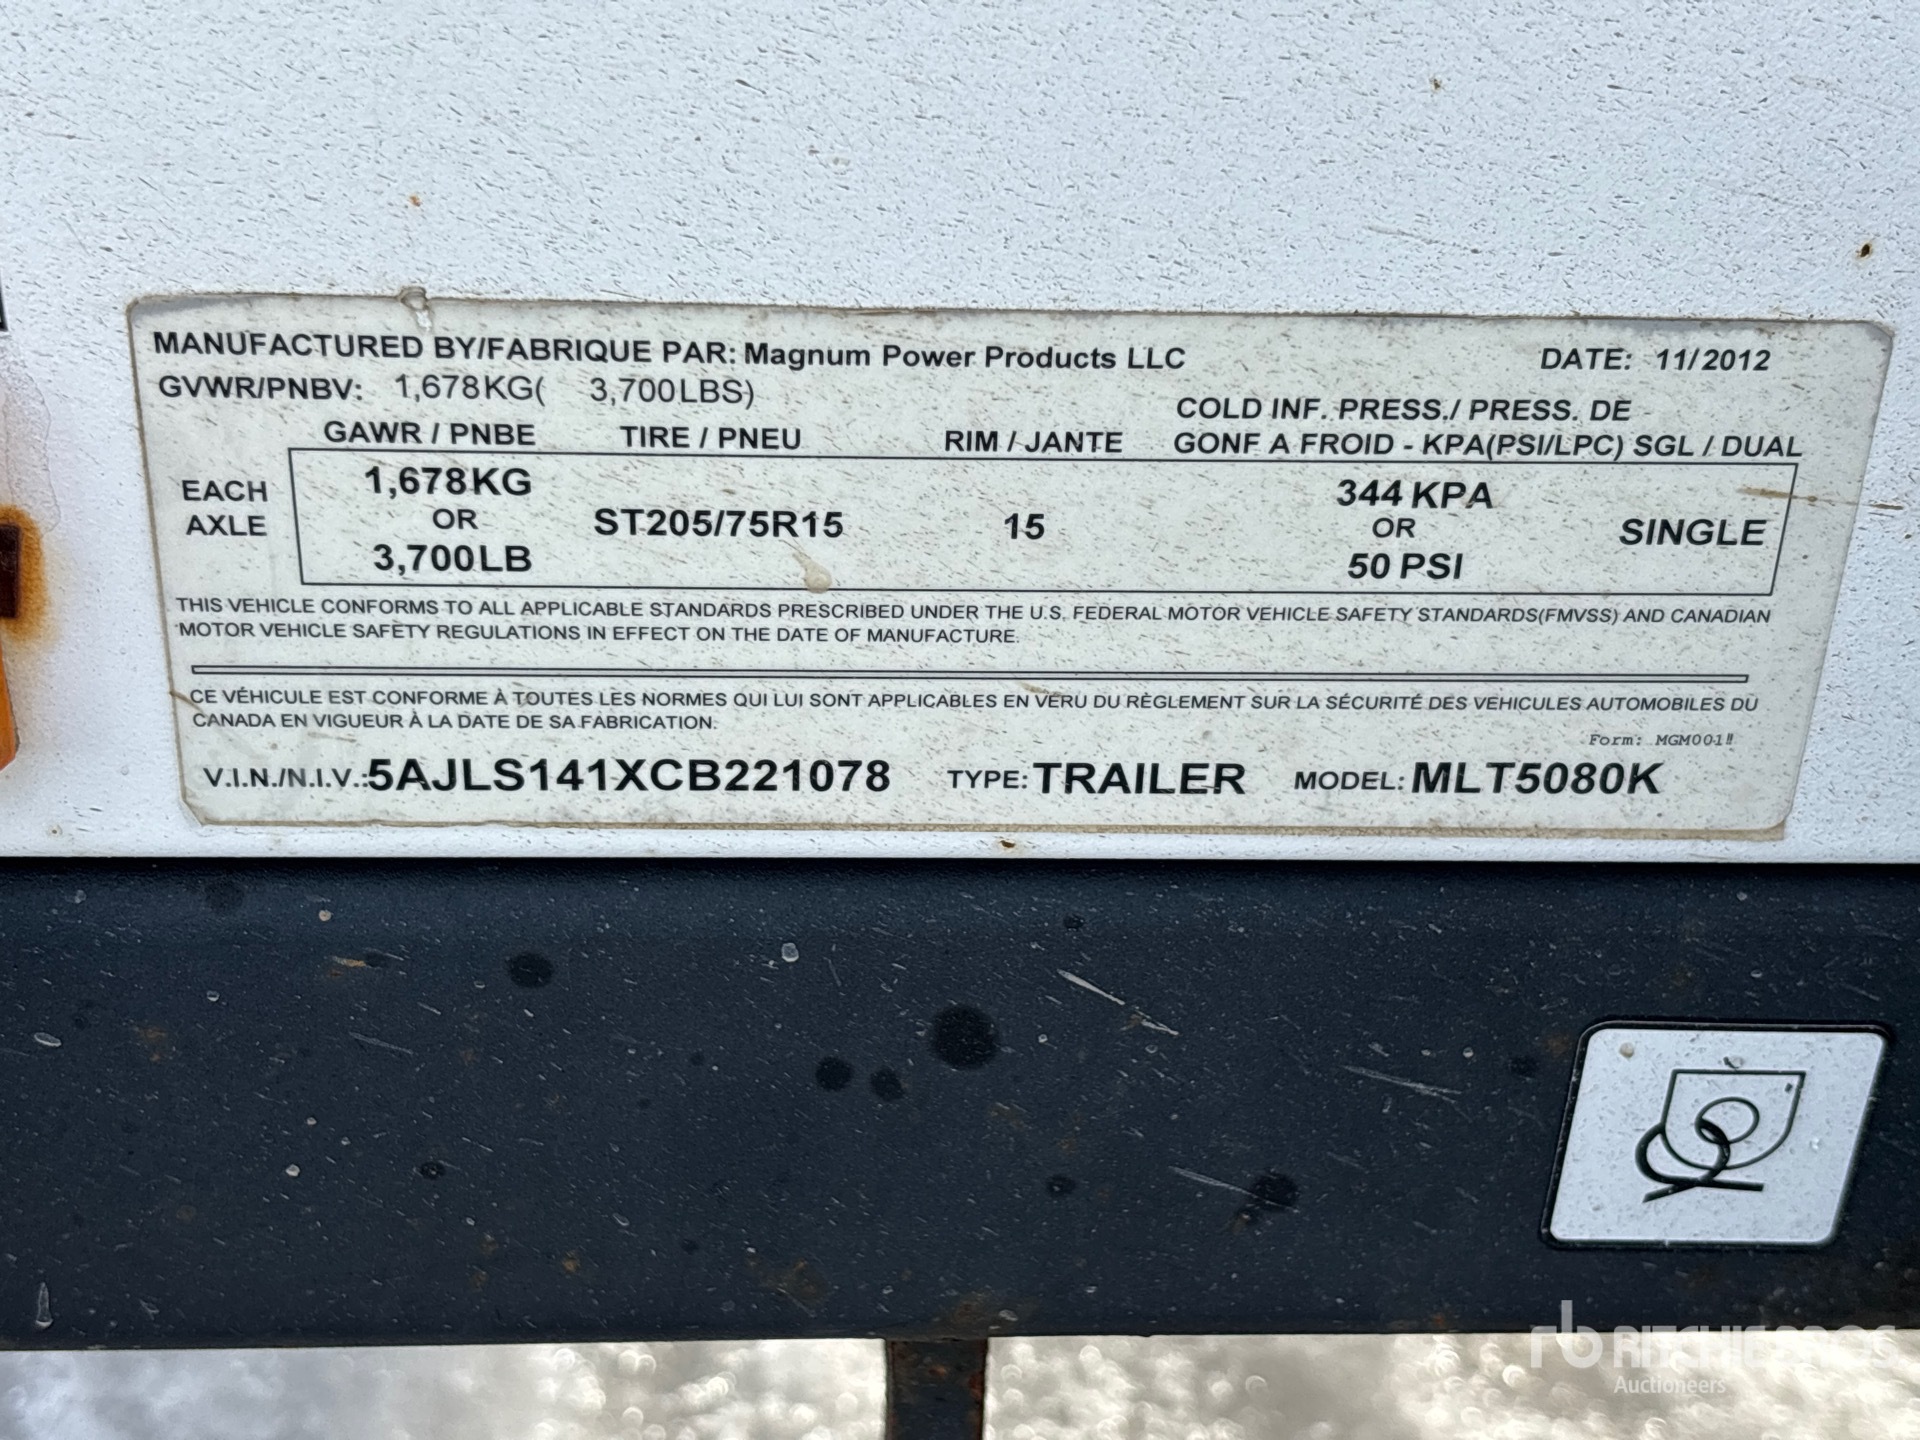 MANUFACTURED BY/FABRIQUE PAR: Magnum Power Products LLC DATE: 11/2012
GVWR/PNBV: 1,678KG( 3,700LBS)
COLD INF. PRESS./ PRESS. DE
GAWR / PNBE TIRE / PNEU RIM / JANTE GONF A FROID - KPA(PSI/LPC) SGL / DUAL
EACH AXLE 1,678KG OR 3,700LB ST205/75R15 15 344 KPA OR 50 PSI SINGLE
THIS VEHICLE CONFORMS TO ALL APPLICABLE STANDARDS PRESCRIBED UNDER THE U.S. FEDERAL MOTOR VEHICLE SAFETY STANDARDS(FMVSS) AND CANADIAN
MOTOR VEHICLE SAFETY REGULATIONS IN EFFECT ON THE DATE OF MANUFACTURE.
CE VÉHICULE EST CONFORME À TOUTES LES NORMES QUI LUI SONT APPLICABLES EN VERU DU RÈGLEMENT SUR LA SÉCURITÉ DES VEHICULES AUTOMOBILES DU
CANADA EN VIGUEUR À LA DATE DE SA FABRICATION.
Form: MGM001
V.I.N./N.I.V.:5AJLS141XCB221078 TYPE: TRAILER MODEL: MLT5080K
rb RITCHIE BROS
Auctioneers